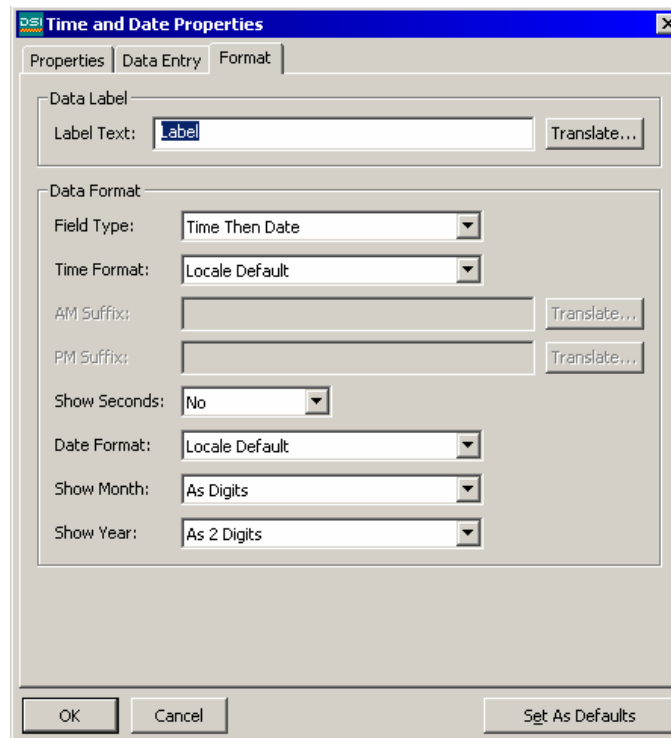 DSI Time and Date Properties
Properties Data Entry Format
Data Label
Label Text: Label Translate...
Data Format
Field Type: Time Then Date
Time Format: Locale Default
AM Suffix: Translate...
PM Suffix: Translate...
Show Seconds: No
Date Format: Locale Default
Show Month: As Digits
Show Year: As 2 Digits
OK Cancel Set As Defaults